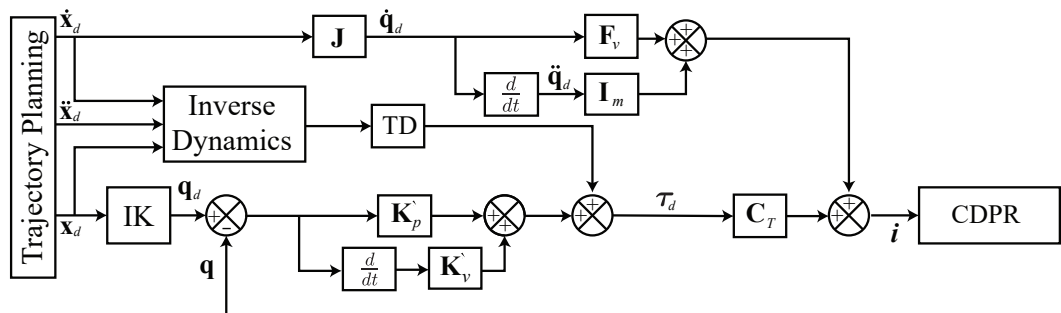 Trajectory Planning
ẋ_d
ẍ_d
x_d
J
q̇_d
F_v
d/dt
q̈_d
I_m
+ + +
Inverse
Dynamics
TD
IK
q_d
+ −
q
K`_p
d/dt
K`_v
+ +
+ +
τ_d
C_T
+ +
i
CDPR